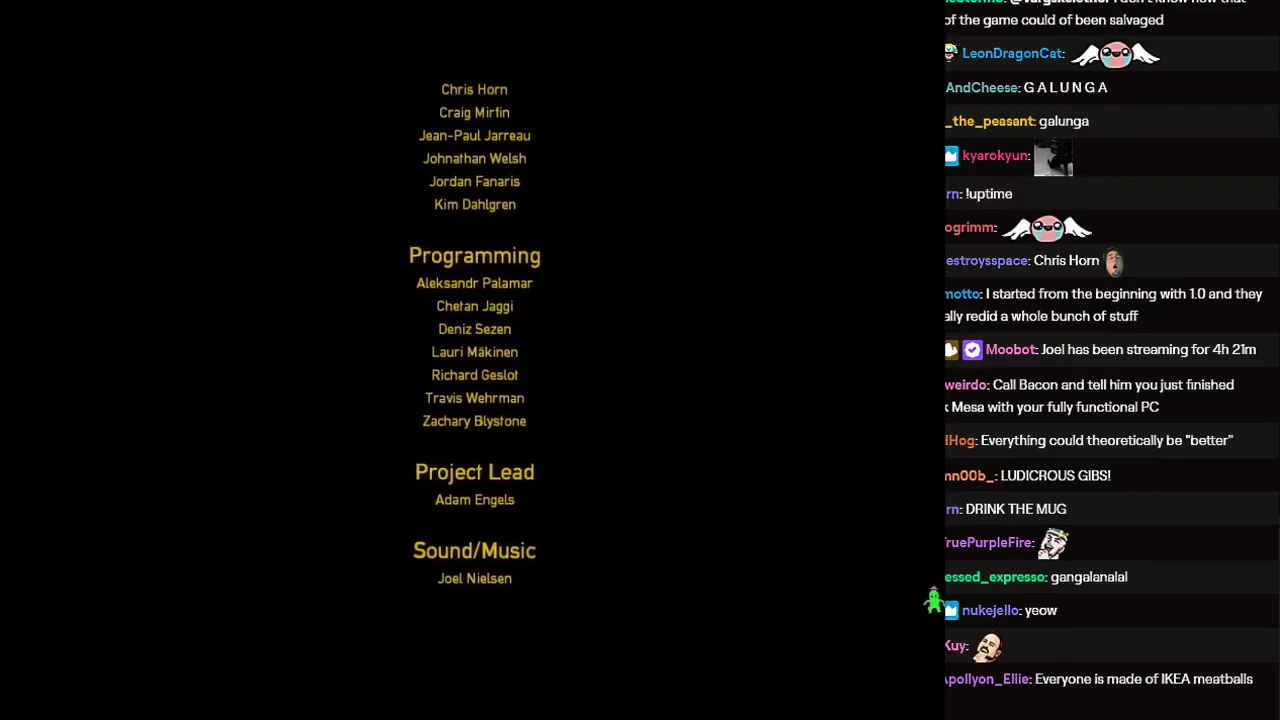 Chris Horn
Craig Mirfin
Jean-Paul Jarreau
Johnathan Welsh
Jordan Fanaris
Kim Dahlgren
Programming
Aleksandr Palamar
Chetan Jaggi
Deniz Sezen
Lauri Mäkinen
Richard Geslot
Travis Wehrman
Zachary Blystone
Project Lead
Adam Engels
Sound/Music
Joel Nielsen
of the game could of been salvaged
LeonDragonCat:
AndCheese: G A L U N G A
_the_peasant: galunga
kyarokyun:
rn: !uptime
ogrimm:
estroysspace: Chris Horn
motto: I started from the beginning with 1.0 and they
ally redid a whole bunch of stuff
Moobot: Joel has been streaming for 4h 21m
weirdo: Call Bacon and tell him you just finished
k Mesa with your fully functional PC
Hog: Everything could theoretically be "better"
mn00b_: LUDICROUS GIBS!
rn: DRINK THE MUG
TruePurpleFire:
essed_expresso: gangalanalal
nukejello: yeow
Kuy:
Apollyon_Ellie: Everyone is made of IKEA meatballs